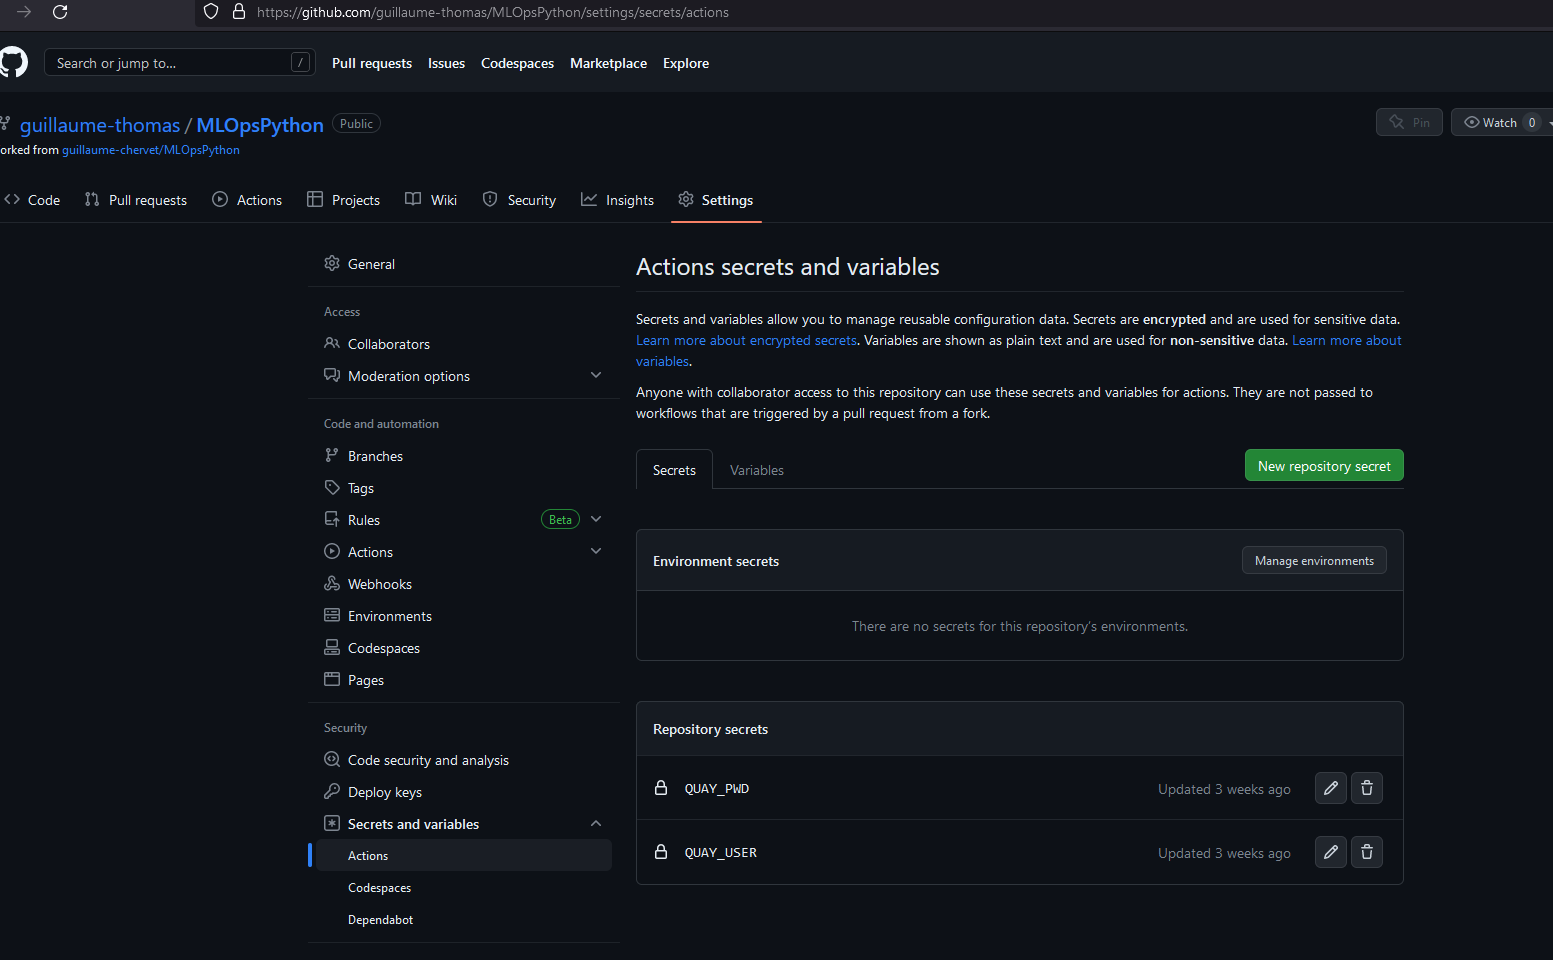 https://github.com/guillaume-thomas/MLOpsPython/settings/secrets/actions
Search or jump to... / Pull requests Issues Codespaces Marketplace Explore
guillaume-thomas / MLOpsPython Public Pin Watch 0
orked from guillaume-chervet/MLOpsPython
Code Pull requests Actions Projects Wiki Security Insights Settings
General
Access
Collaborators
Moderation options
Code and automation
Branches
Tags
Rules Beta
Actions
Webhooks
Environments
Codespaces
Pages
Security
Code security and analysis
Deploy keys
Secrets and variables
Actions
Codespaces
Dependabot
Actions secrets and variables
Secrets and variables allow you to manage reusable configuration data. Secrets are encrypted and are used for sensitive data.
Learn more about encrypted secrets. Variables are shown as plain text and are used for non-sensitive data. Learn more about
variables.
Anyone with collaborator access to this repository can use these secrets and variables for actions. They are not passed to
workflows that are triggered by a pull request from a fork.
Secrets Variables New repository secret
Environment secrets Manage environments
There are no secrets for this repository's environments.
Repository secrets
QUAY_PWD Updated 3 weeks ago
QUAY_USER Updated 3 weeks ago